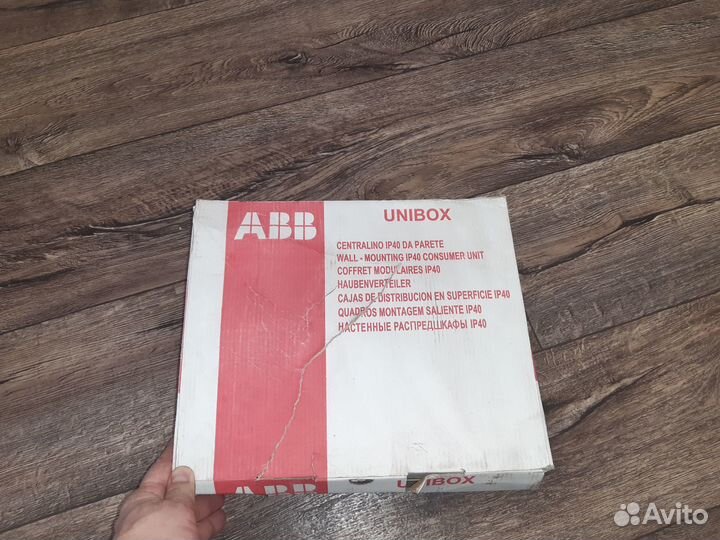 ABB
UNIBOX
CENTRALINO IP40 DA PARETE
WALL - MOUNTING IP40 CONSUMER UNIT
COFFRET MODULAIRES IP40
HAUBENVERTEILER
CAJAS DE DISTRIBUCION EN SUPERFICIE IP40
QUADROS MONTAGEM SALIENTE IP40
НАСТЕННЫЕ РАСПРЕДШКАФЫ IP40
ABB
UNIBOX
Avito